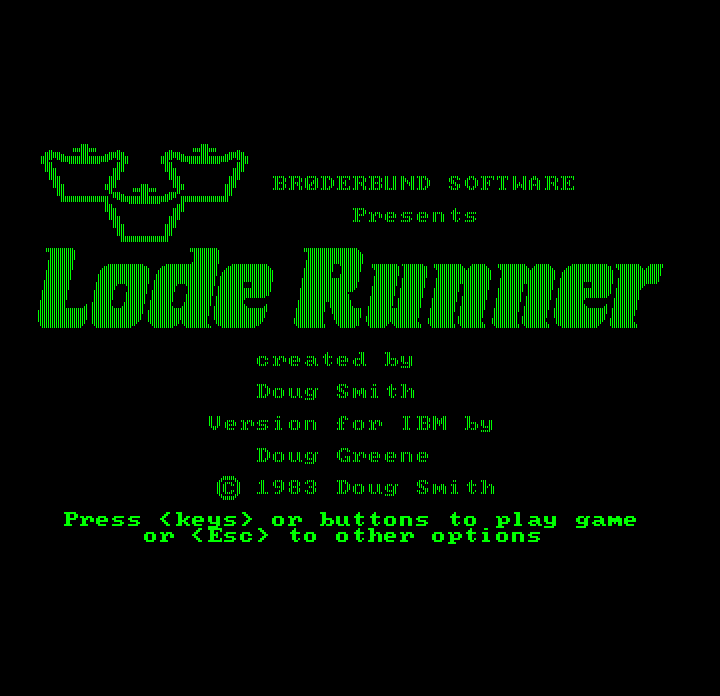 BRØDERBUND SOFTWARE
Presents
Lode Runner
created by
Doug Smith
Version for IBM by
Doug Greene
© 1983 Doug Smith
Press <keys> or buttons to play game
or <Esc> to other options